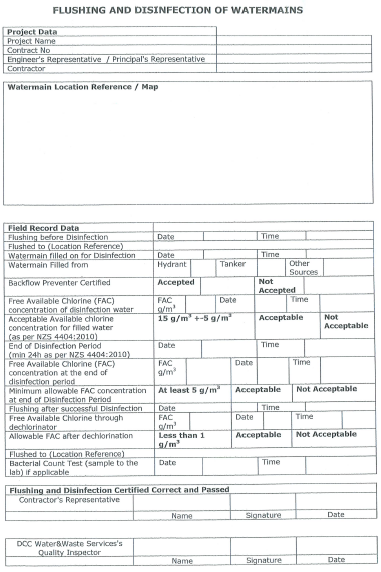 FLUSHING AND DISINFECTION OF WATERMAINS
Project Data
Project Name
Contract No
Engineer's Representative / Principal's Representative
Contractor
Watermain Location Reference / Map
Field Record Data
Flushing before Disinfection Date Time
Flushed to (Location Reference)
Watermain filled on for Disinfection Date Time
Watermain Filled from Hydrant Tanker Other
Sources
Backflow Preventer Certified Accepted Not
Accepted
Free Available Chlorine (FAC) FAC Date Time
concentration of disinfection water g/m³
Acceptable Available chlorine 15 g/m³ +-5 g/m³ Acceptable Not
concentration for filled water Acceptable
(as per NZS 4404:2010)
End of Disinfection Period Date Time
(min 24h as per NZS 4404:2010)
Free Available Chlorine (FAC) FAC Date Time
concentration at the end of g/m³
disinfection period
Minimum allowable FAC concentration At least 5 g/m³ Acceptable Not Acceptable
at end of Disinfection Period
Flushing after successful Disinfection Date Time
Free Available Chlorine through FAC Date Time
dechlorinator g/m³
Allowable FAC after dechlorination Less than 1 Acceptable Not Acceptable
g/m³
Flushed to (Location Reference)
Bacterial Count Test (sample to the Date Time
lab) if applicable
Flushing and Disinfection Certified Correct and Passed
Contractor's Representative
Name Signature Date
DCC Water&Waste Services's
Quality Inspector
Name Signature Date